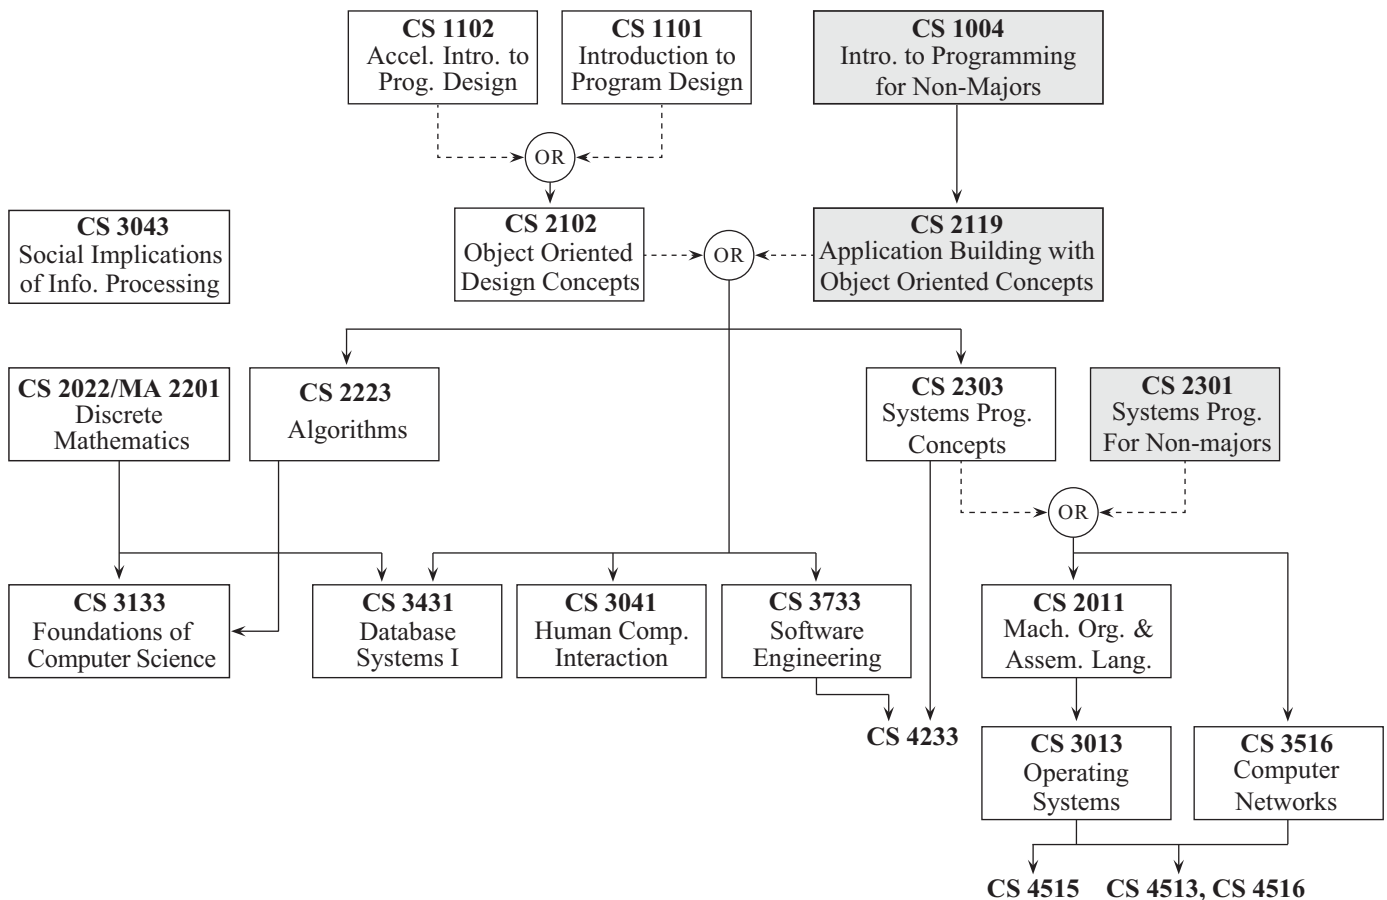 CS 1102
Accel. Intro. to
Prog. Design
CS 1101
Introduction to
Program Design
CS 1004
Intro. to Programming
for Non-Majors
OR
CS 3043
Social Implications
of Info. Processing
CS 2102
Object Oriented
Design Concepts
OR
CS 2119
Application Building with
Object Oriented Concepts
CS 2022/MA 2201
Discrete
Mathematics
CS 2223
Algorithms
CS 2303
Systems Prog.
Concepts
CS 2301
Systems Prog.
For Non-majors
OR
CS 3133
Foundations of
Computer Science
CS 3431
Database
Systems I
CS 3041
Human Comp.
Interaction
CS 3733
Software
Engineering
CS 2011
Mach. Org. &
Assem. Lang.
CS 4233
CS 3013
Operating
Systems
CS 3516
Computer
Networks
CS 4515
CS 4513, CS 4516